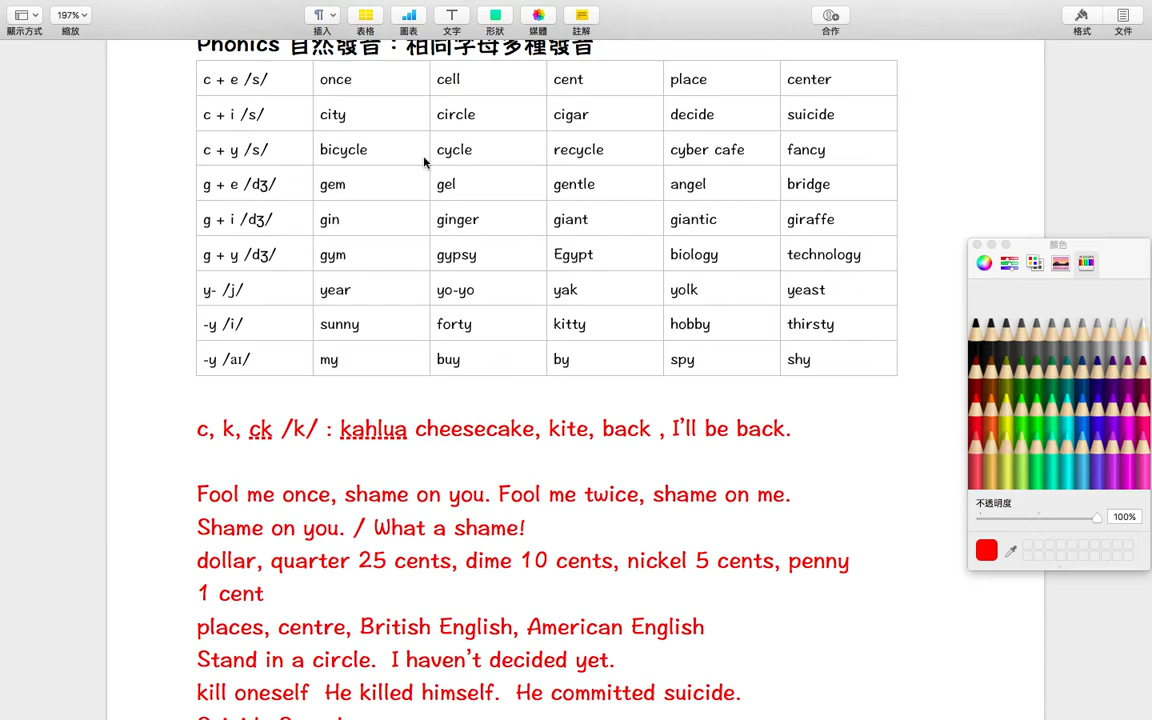 197%
顯示方式 縮放 插入 表格 圖表 文字 形狀 媒體 註解 合作 格式 文件
Phonics 自然發音：相同字母多種發音
c + e /s/ once cell cent place center
c + i /s/ city circle cigar decide suicide
c + y /s/ bicycle cycle recycle cyber cafe fancy
g + e /dʒ/ gem gel gentle angel bridge
g + i /dʒ/ gin ginger giant giantic giraffe
g + y /dʒ/ gym gypsy Egypt biology technology
y- /j/ year yo-yo yak yolk yeast
-y /i/ sunny forty kitty hobby thirsty
-y /aɪ/ my buy by spy shy
c, k, ck /k/ : kahlua cheesecake, kite, back , I’ll be back.
Fool me once, shame on you. Fool me twice, shame on me.
Shame on you. / What a shame!
dollar, quarter 25 cents, dime 10 cents, nickel 5 cents, penny
1 cent
places, centre, British English, American English
Stand in a circle. I haven’t decided yet.
kill oneself He killed himself. He committed suicide.
顏色
不透明度
100%